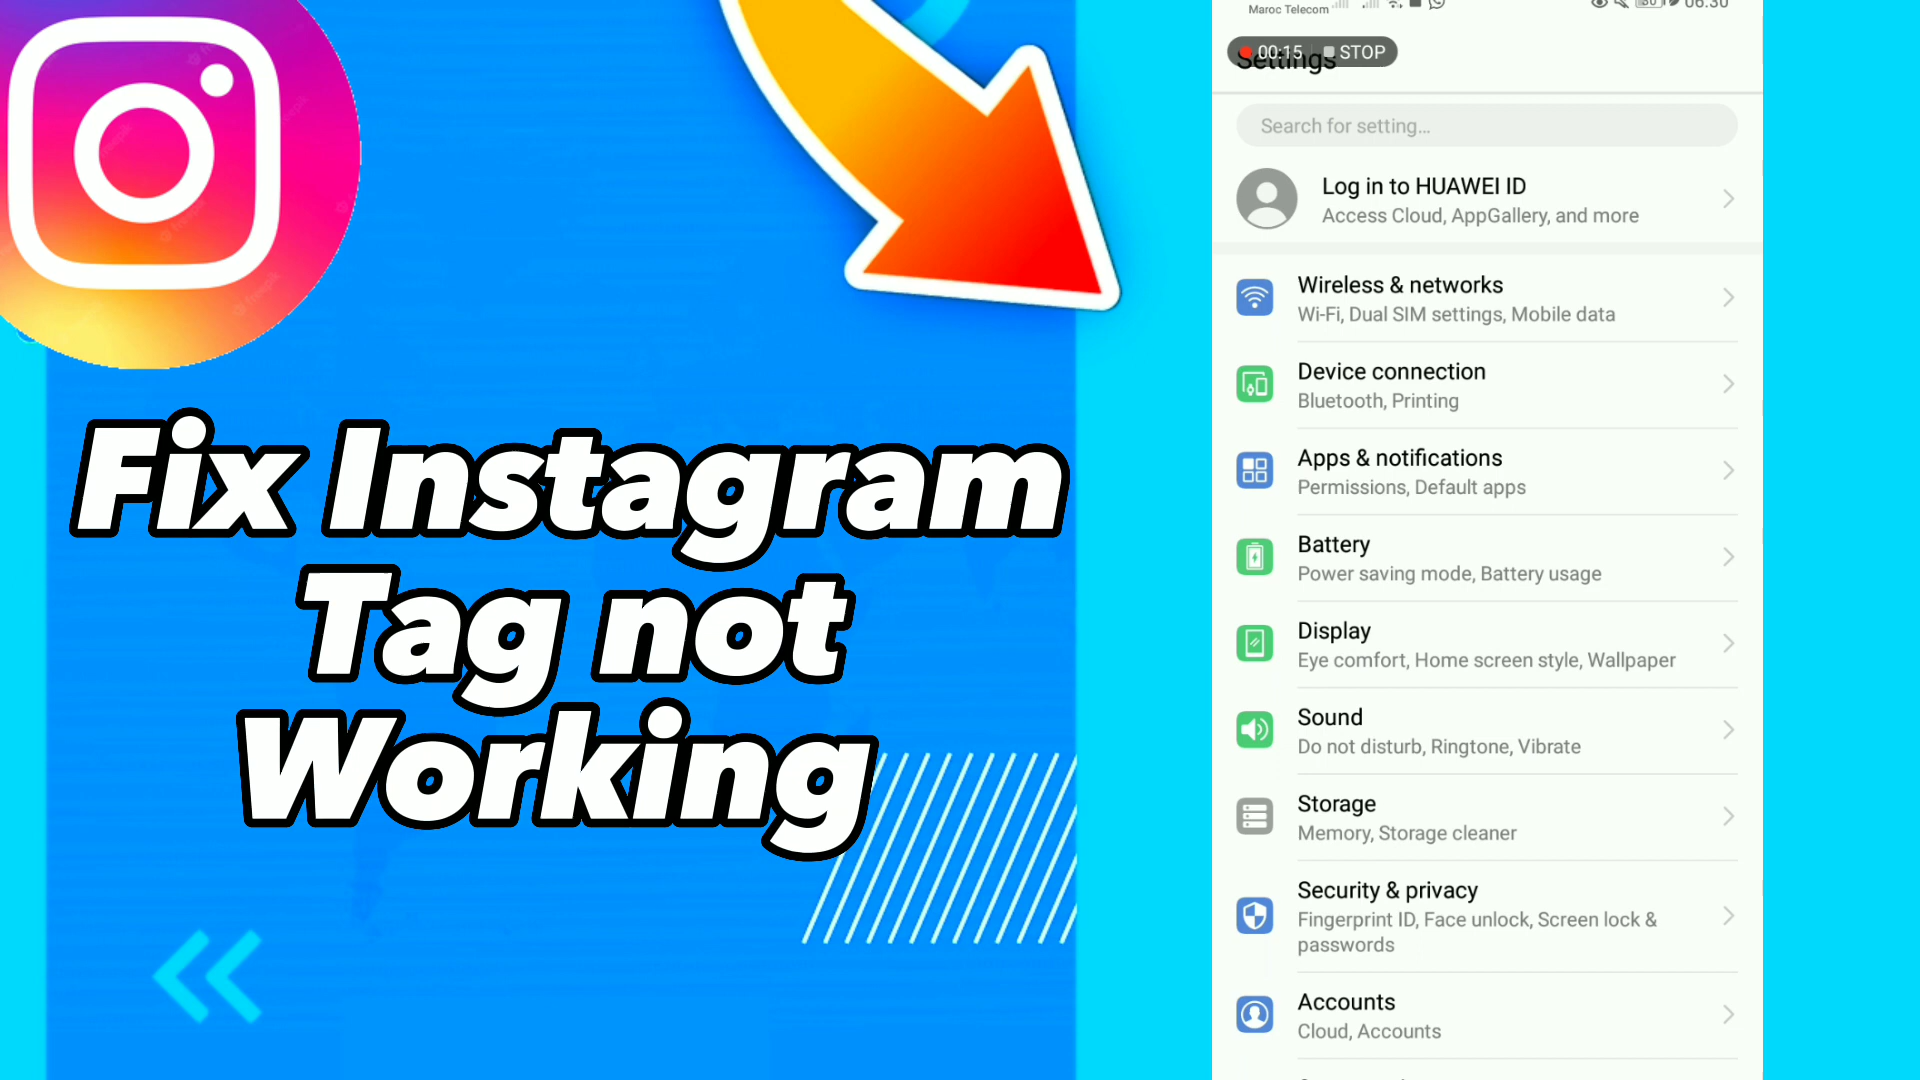 Fix Instagram
Tag not
Working
Maroc Telecom
06:30
00:15 STOP
Settings
Search for setting...
Log in to HUAWEI ID
Access Cloud, AppGallery, and more
Wireless & networks
Wi-Fi, Dual SIM settings, Mobile data
Device connection
Bluetooth, Printing
Apps & notifications
Permissions, Default apps
Battery
Power saving mode, Battery usage
Display
Eye comfort, Home screen style, Wallpaper
Sound
Do not disturb, Ringtone, Vibrate
Storage
Memory, Storage cleaner
Security & privacy
Fingerprint ID, Face unlock, Screen lock &
passwords
Accounts
Cloud, Accounts